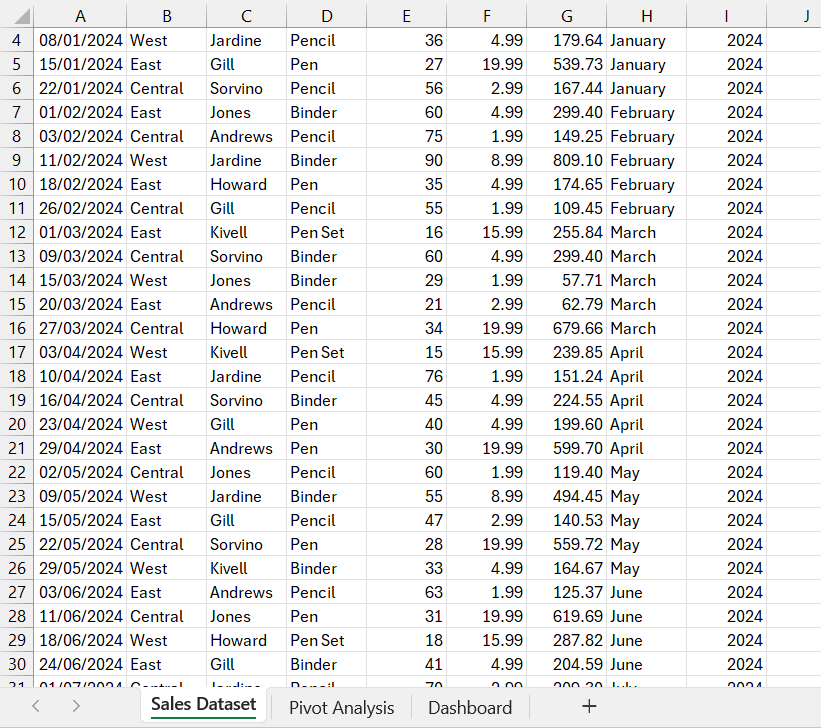 A B C D E F G H I J
4 08/01/2024 West Jardine Pencil 36 4.99 179.64 January 2024
5 15/01/2024 East Gill Pen 27 19.99 539.73 January 2024
6 22/01/2024 Central Sorvino Pencil 56 2.99 167.44 January 2024
7 01/02/2024 East Jones Binder 60 4.99 299.40 February 2024
8 03/02/2024 Central Andrews Pencil 75 1.99 149.25 February 2024
9 11/02/2024 West Jardine Binder 90 8.99 809.10 February 2024
10 18/02/2024 East Howard Pen 35 4.99 174.65 February 2024
11 26/02/2024 Central Gill Pencil 55 1.99 109.45 February 2024
12 01/03/2024 East Kivell Pen Set 16 15.99 255.84 March 2024
13 09/03/2024 Central Sorvino Binder 60 4.99 299.40 March 2024
14 15/03/2024 West Jones Binder 29 1.99 57.71 March 2024
15 20/03/2024 East Andrews Pencil 21 2.99 62.79 March 2024
16 27/03/2024 Central Howard Pen 34 19.99 679.66 March 2024
17 03/04/2024 West Kivell Pen Set 15 15.99 239.85 April 2024
18 10/04/2024 East Jardine Pencil 76 1.99 151.24 April 2024
19 16/04/2024 Central Sorvino Binder 45 4.99 224.55 April 2024
20 23/04/2024 West Gill Pen 40 4.99 199.60 April 2024
21 29/04/2024 East Andrews Pen 30 19.99 599.70 April 2024
22 02/05/2024 Central Jones Pencil 60 1.99 119.40 May 2024
23 09/05/2024 West Jardine Binder 55 8.99 494.45 May 2024
24 15/05/2024 East Gill Pencil 47 2.99 140.53 May 2024
25 22/05/2024 Central Sorvino Pen 28 19.99 559.72 May 2024
26 29/05/2024 West Kivell Binder 33 4.99 164.67 May 2024
27 03/06/2024 East Andrews Pencil 63 1.99 125.37 June 2024
28 11/06/2024 Central Jones Pen 31 19.99 619.69 June 2024
29 18/06/2024 West Howard Pen Set 18 15.99 287.82 June 2024
30 24/06/2024 East Gill Binder 41 4.99 204.59 June 2024
31 01/07/2024 Central Jardine Pencil 70 2.99 209.30 July 2024
Sales Dataset Pivot Analysis Dashboard +